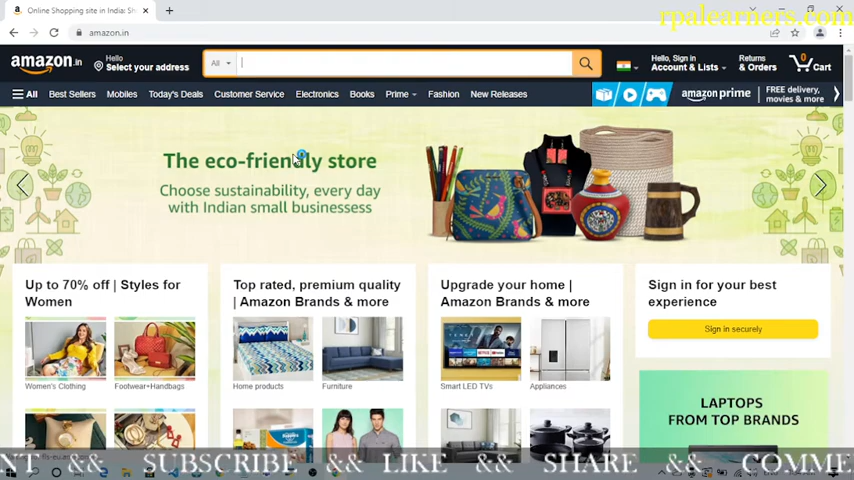 Online Shopping site in India: Sh
rpalearners.com
amazon.in
amazon.in
Hello
Select your address
All
Hello, Sign in
Account & Lists
Returns
& Orders
0
Cart
All
Best Sellers
Mobiles
Today's Deals
Customer Service
Electronics
Books
Prime
Fashion
New Releases
amazon prime
FREE delivery,
movies & more
The eco-friendly store
Choose sustainability, every day
with Indian small businessess
Up to 70% off | Styles for
Women
Women's Clothing
Footwear+Handbags
Top rated, premium quality
| Amazon Brands & more
Home products
Furniture
Upgrade your home |
Amazon Brands & more
Smart LED TVs
Appliances
Sign in for your best
experience
Sign in securely
LAPTOPS
FROM TOP BRANDS
NT && SUBSCRIBE && LIKE && SHARE && COMME